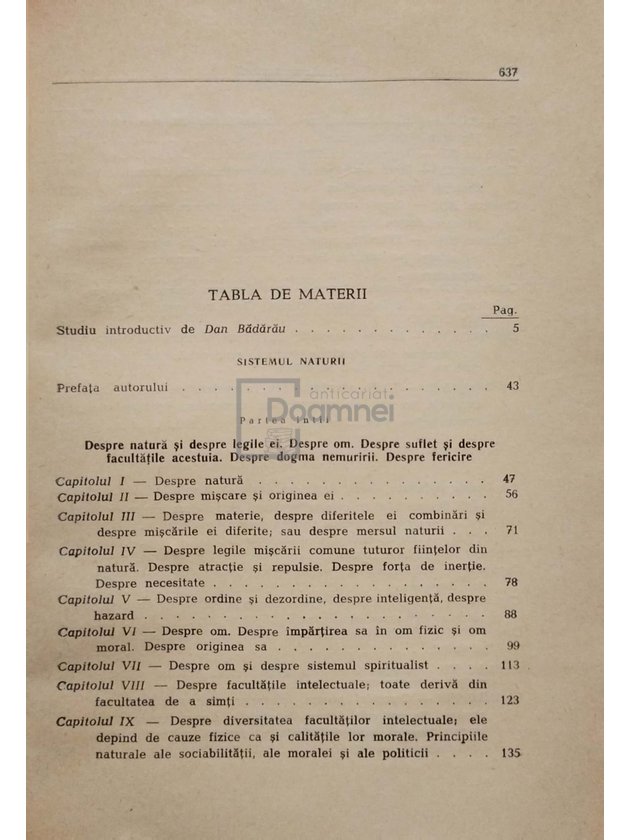 637
TABLA DE MATERII
Pag.
Studiu introductiv de Dan Bădărău . . . . . . . . . . . . . 5
SISTEMUL NATURII
Prefața autorului . . . . . . . . . . . . . . . . . . . . . 43
anticariat
Doamnei
Partea întîi
Despre natură și despre legile ei. Despre om. Despre suflet și despre
facultățile acestuia. Despre dogma nemuririi. Despre fericire
Capitolul I — Despre natură . . . . . . . . . . . . . . . 47
Capitolul II — Despre mișcare și originea ei . . . . . . . . . 56
Capitolul III — Despre materie, despre diferitele ei combinări și
despre mișcările ei diferite; sau despre mersul naturii . . . 71
Capitolul IV — Despre legile mișcării comune tuturor ființelor din
natură. Despre atracție și repulsie. Despre forța de inerție.
Despre necesitate . . . . . . . . . . . . . . . . . . 78
Capitolul V — Despre ordine și dezordine, despre inteligență, despre
hazard . . . . . . . . . . . . . . . . . . . . . . 88
Capitolul VI — Despre om. Despre împărțirea sa în om fizic și om
moral. Despre originea sa . . . . . . . . . . . . . . 99
Capitolul VII — Despre om și despre sistemul spiritualist . . . . 113
Capitolul VIII — Despre facultățile intelectuale; toate derivă din
facultatea de a simți . . . . . . . . . . . . . . . . 123
Capitolul IX — Despre diversitatea facultăților intelectuale; ele
depind de cauze fizice ca și calitățile lor morale. Principiile
naturale ale sociabilității, ale moralei și ale politicii . . . . 135